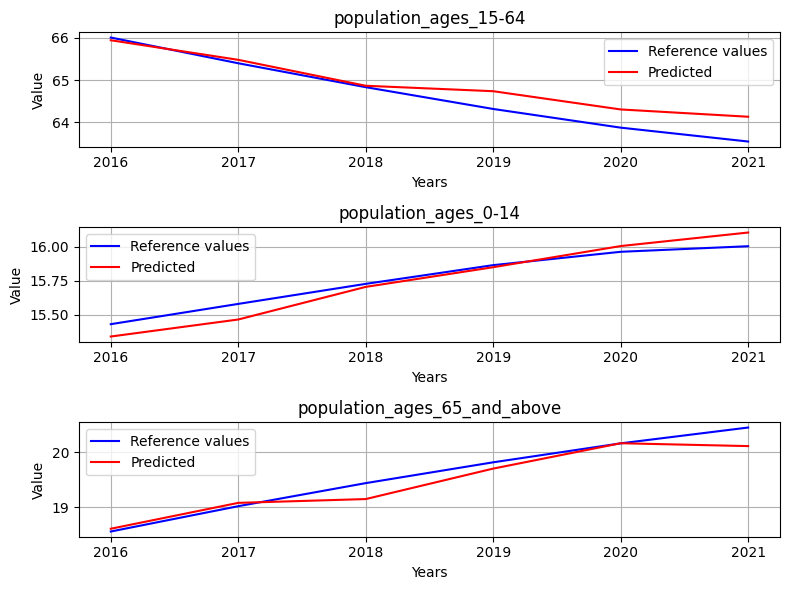 population_ages_15-64
66
65
64
Value
Reference values
Predicted
2016 2017 2018 2019 2020 2021
Years
population_ages_0-14
16.00
15.75
15.50
Value
Reference values
Predicted
2016 2017 2018 2019 2020 2021
Years
population_ages_65_and_above
20
19
Value
Reference values
Predicted
2016 2017 2018 2019 2020 2021
Years